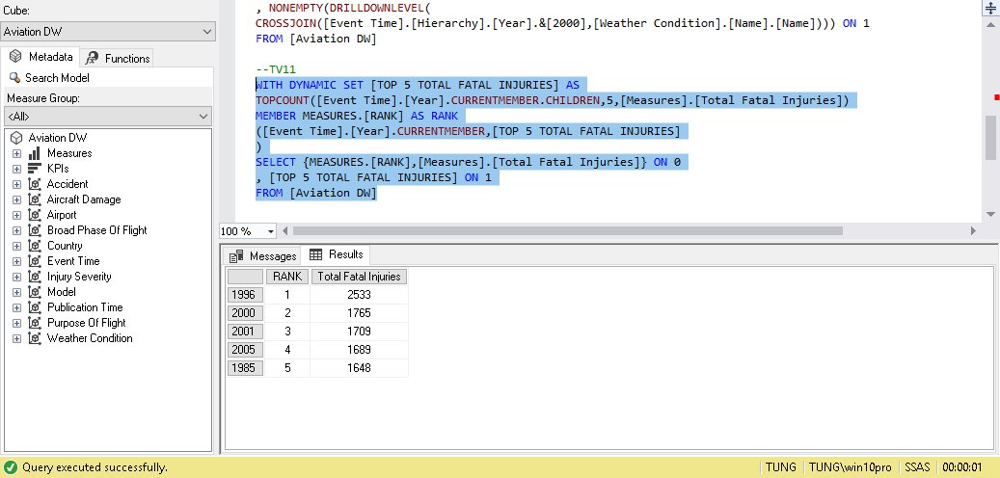 Cube:
Aviation DW
Metadata
Functions
Search Model
Measure Group:
<All>
Aviation DW
Measures
KPIs
Accident
Aircraft Damage
Airport
Broad Phase Of Flight
Country
Event Time
Injury Severity
Model
Publication Time
Purpose Of Flight
Weather Condition
, NONEMPTY(DRILLDOWNLEVEL(
CROSSJOIN([Event Time].[Hierarchy].[Year].&[2000],[Weather Condition].[Name].[Name]))) ON 1
FROM [Aviation DW]
--TV11
WITH DYNAMIC SET [TOP 5 TOTAL FATAL INJURIES] AS
TOPCOUNT([Event Time].[Year].CURRENTMEMBER.CHILDREN,5,[Measures].[Total Fatal Injuries])
MEMBER MEASURES.[RANK] AS RANK
([Event Time].[Year].CURRENTMEMBER,[TOP 5 TOTAL FATAL INJURIES]
)
SELECT {MEASURES.[RANK],[Measures].[Total Fatal Injuries]} ON 0
, [TOP 5 TOTAL FATAL INJURIES] ON 1
FROM [Aviation DW]
100 %
Messages
Results
RANK Total Fatal Injuries
1996 1 2533
2000 2 1765
2001 3 1709
2005 4 1689
1985 5 1648
Query executed successfully.
TUNG
TUNG\win10pro
SSAS
00:00:01